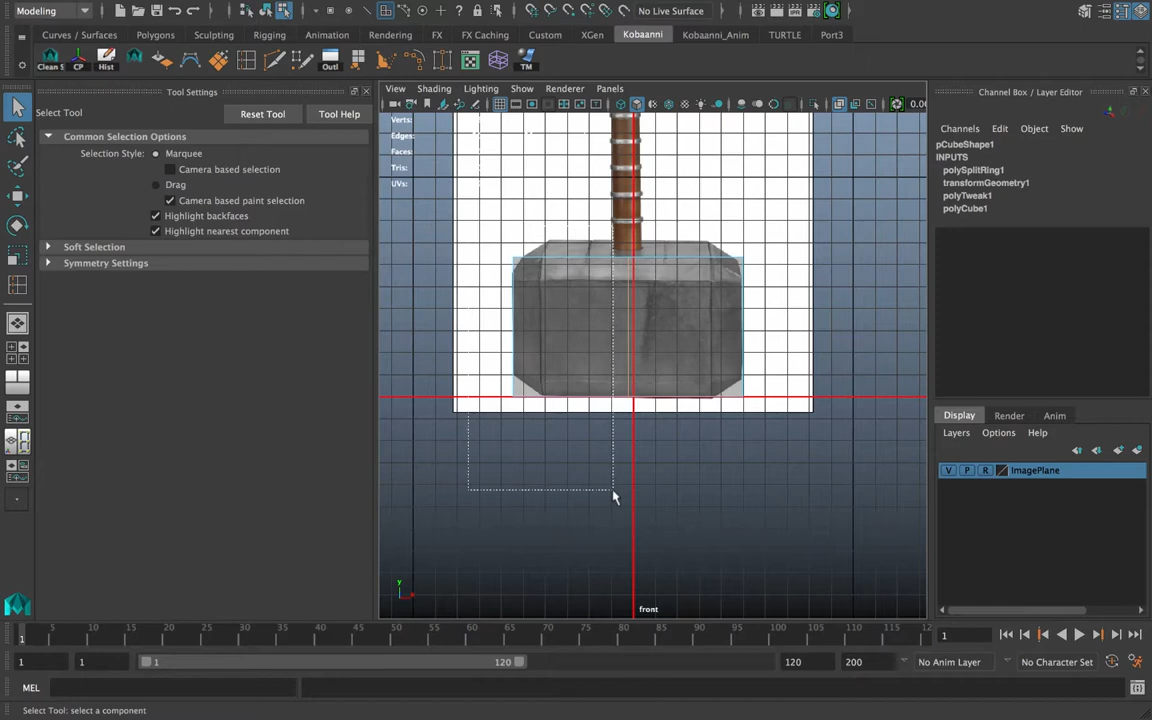 Modeling
No Live Surface
Curves / Surfaces Polygons Sculpting Rigging Animation Rendering FX FX Caching Custom XGen Kobaanni Kobaanni_Anim TURTLE Port3
Clean S CP Hist Outl TM
Tool Settings
Select Tool
Reset Tool Tool Help
Common Selection Options
Selection Style: Marquee
Camera based selection
Drag
Camera based paint selection
Highlight backfaces
Highlight nearest component
Soft Selection
Symmetry Settings
View Shading Lighting Show Renderer Panels
0.00
Verts:
Edges:
Faces:
Tris:
UVs:
y
front
Channel Box / Layer Editor
Channels Edit Object Show
pCubeShape1
INPUTS
polySplitRing1
transformGeometry1
polyTweak1
polyCube1
Display Render Anim
Layers Options Help
V P R ImagePlane
5 10 15 20 25 30 35 40 45 50 55 60 65 70 75 80 85 90 95 100 105 110 115 12
1
1
1 1 1 120 120 200 No Anim Layer No Character Set
MEL
Select Tool: select a component